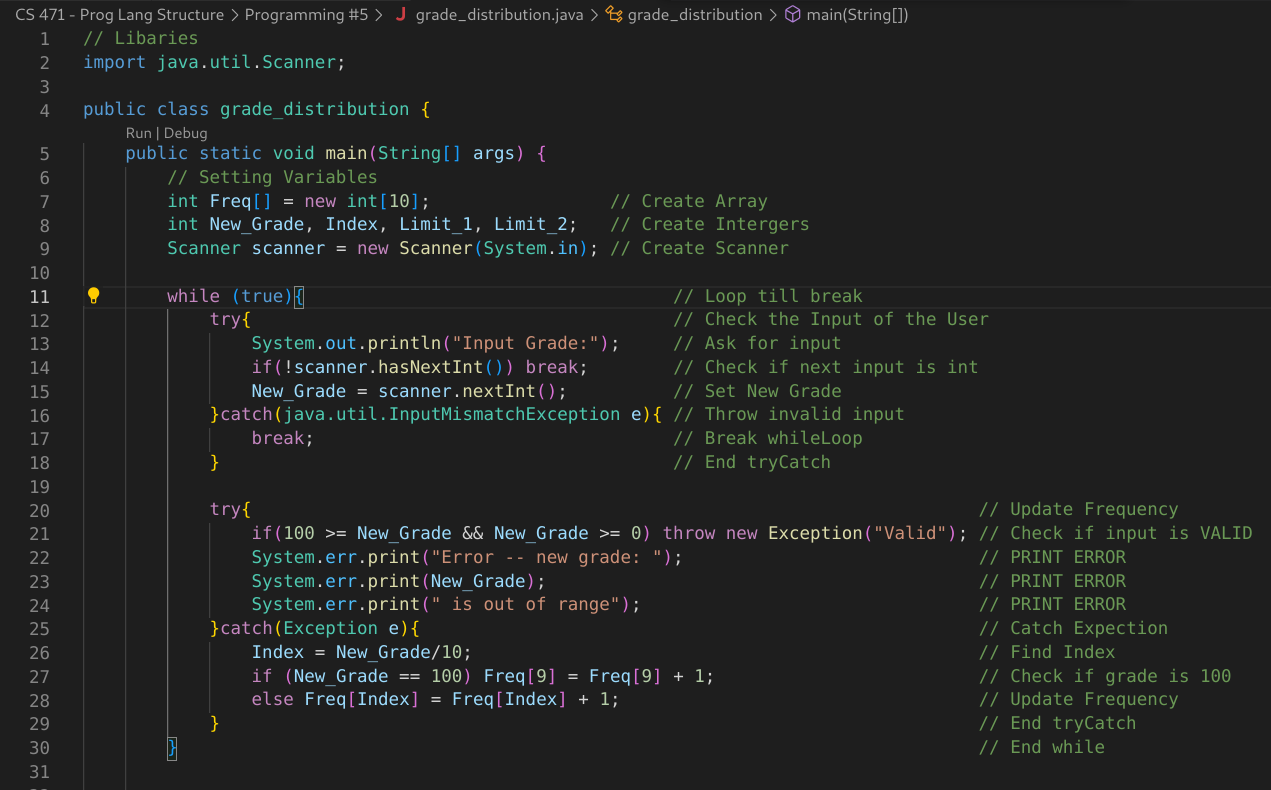 CS 471 - Prog Lang Structure > Programming #5 > J grade_distribution.java > grade_distribution > main(String[])
1 // Libaries
2 import java.util.Scanner;
3
4 public class grade_distribution {
Run | Debug
5 public static void main(String[] args) {
6 // Setting Variables
7 int Freq[] = new int[10]; // Create Array
8 int New_Grade, Index, Limit_1, Limit_2; // Create Intergers
9 Scanner scanner = new Scanner(System.in); // Create Scanner
10
11 while (true){ // Loop till break
12 try{ // Check the Input of the User
13 System.out.println("Input Grade:"); // Ask for input
14 if(!scanner.hasNextInt()) break; // Check if next input is int
15 New_Grade = scanner.nextInt(); // Set New Grade
16 }catch(java.util.InputMismatchException e){ // Throw invalid input
17 break; // Break whileLoop
18 } // End tryCatch
19
20 try{ // Update Frequency
21 if(100 >= New_Grade && New_Grade >= 0) throw new Exception("Valid"); // Check if input is VALID
22 System.err.print("Error -- new grade: "); // PRINT ERROR
23 System.err.print(New_Grade); // PRINT ERROR
24 System.err.print(" is out of range"); // PRINT ERROR
25 }catch(Exception e){ // Catch Expection
26 Index = New_Grade/10; // Find Index
27 if (New_Grade == 100) Freq[9] = Freq[9] + 1; // Check if grade is 100
28 else Freq[Index] = Freq[Index] + 1; // Update Frequency
29 } // End tryCatch
30 } // End while
31